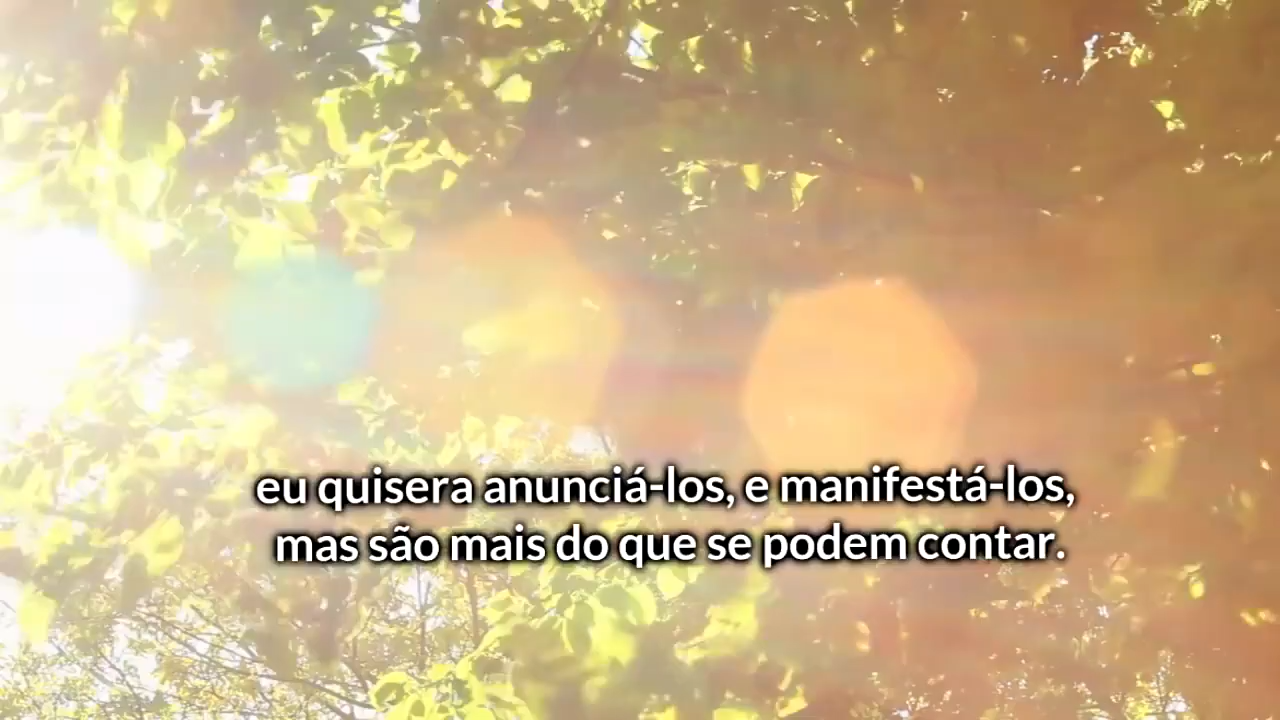 eu quisera anunciá-los, e manifestá-los,
mas são mais do que se podem contar.